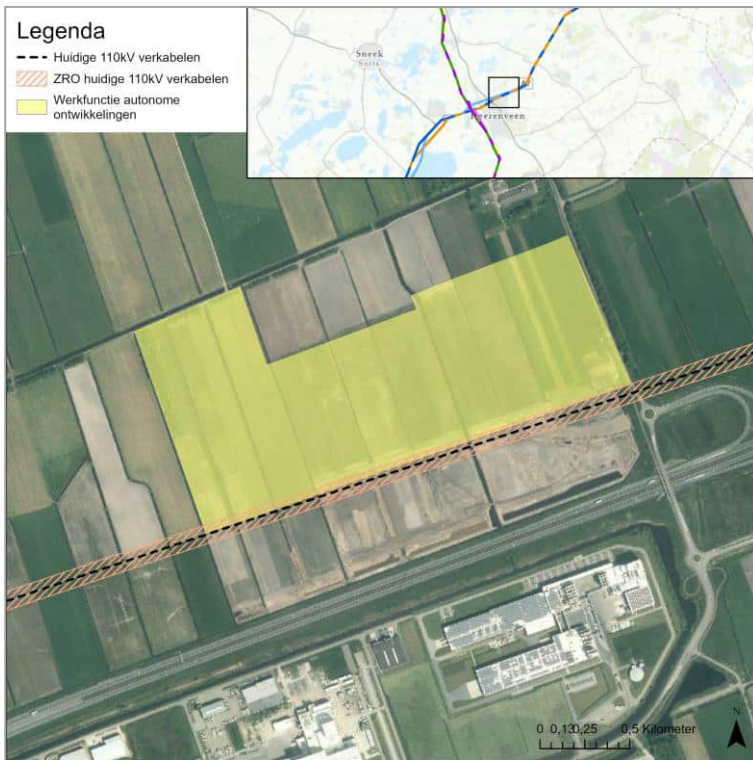 Legenda
Huidige 110kV verkabelen
ZRO huidige 110kV verkabelen
Werkfunctie autonome
ontwikkelingen
Sneek
Snits
Heerenveen
0 0,130,25 0,5 Kilometer
N